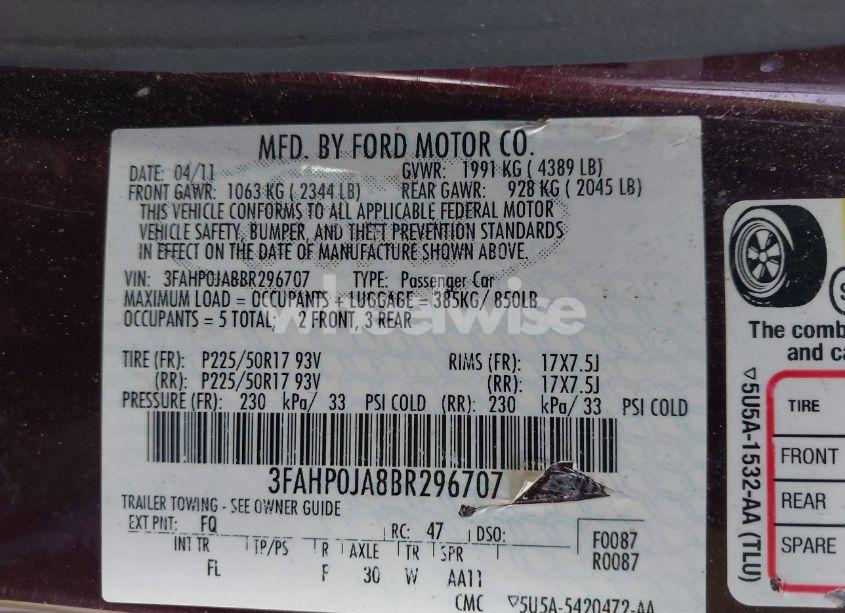 MFD. BY FORD MOTOR CO.
DATE: 04/11 GVWR: 1991 KG ( 4389 LB)
FRONT GAWR: 1063 KG ( 2344 LB) REAR GAWR: 928 KG ( 2045 LB)
THIS VEHICLE CONFORMS TO ALL APPLICABLE FEDERAL MOTOR
VEHICLE SAFETY, BUMPER, AND THEFT PREVENTION STANDARDS
IN EFFECT ON THE DATE OF MANUFACTURE SHOWN ABOVE.
VIN: 3FAHP0JA8BR296707 TYPE: Passenger Car
MAXIMUM LOAD = OCCUPANTS + LUGGAGE = 385KG/ 850LB
OCCUPANTS = 5 TOTAL; 2 FRONT, 3 REAR
wheelwise
TIRE (FR): P225/50R17 93V RIMS (FR): 17X7.5J
(RR): P225/50R17 93V (RR): 17X7.5J
PRESSURE (FR): 230 kPa/ 33 PSI COLD (RR): 230 kPa/ 33 PSI COLD
3FAHP0JA8BR296707
TRAILER TOWING - SEE OWNER GUIDE
EXT PNT: FQ RC: 47 DSO: F0087
R0087
INT TR TP/PS R AXLE TR SPR
FL F 30 W AA11
CMC ▽5U5A-5420472-AA
The comb
and ca
▽5U5A-1532-AA (TLU)
TIRE
FRONT
REAR
SPARE